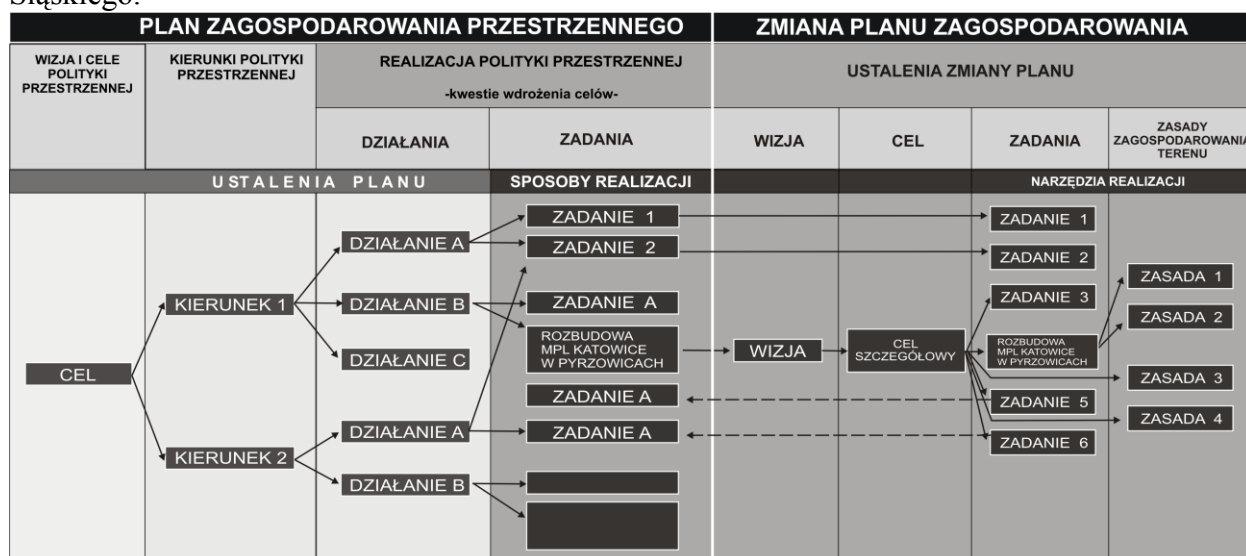 Śląskiego.
PLAN ZAGOSPODAROWANIA PRZESTRZENNEGO
ZMIANA PLANU ZAGOSPODAROWANIA
WIZJA I CELE
POLITYKI
PRZESTRZENNEJ
KIERUNKI POLITYKI
PRZESTRZENNEJ
REALIZACJA POLITYKI PRZESTRZENNEJ
-kwestie wdrożenia celów-
USTALENIA ZMIANY PLANU
DZIAŁANIA
ZADANIA
WIZJA
CEL
ZADANIA
ZASADY
ZAGOSPODAROWANIA
TERENU
USTALENIA PLANU
SPOSOBY REALIZACJI
NARZĘDZIA REALIZACJI
CEL
KIERUNEK 1
KIERUNEK 2
DZIAŁANIE A
DZIAŁANIE B
DZIAŁANIE C
DZIAŁANIE A
DZIAŁANIE B
ZADANIE 1
ZADANIE 2
ZADANIE A
ROZBUDOWA
MPL KATOWICE
W PYRZOWICACH
ZADANIE A
ZADANIE A
WIZJA
CEL
SZCZEGÓŁOWY
ZADANIE 1
ZADANIE 2
ZADANIE 3
ROZBUDOWA
MPL KATOWICE
W PYRZOWICACH
ZADANIE 5
ZADANIE 6
ZASADA 1
ZASADA 2
ZASADA 3
ZASADA 4